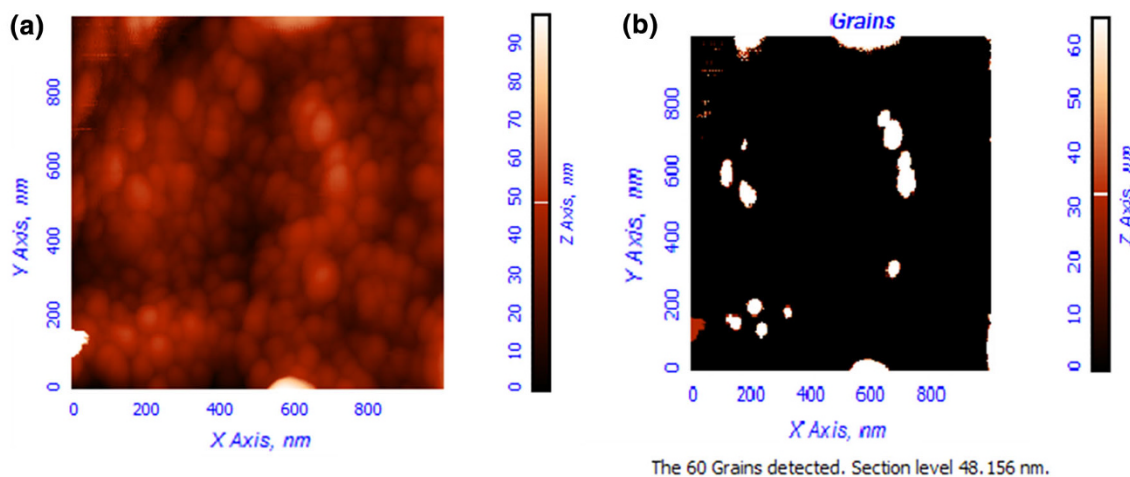 (a)
90
80
70
60
50
40
30
20
10
0
Z Axis, nm
800
600
400
200
0
Y Axis, nm
0 200 400 600 800
X Axis, nm
(b)
Grains
60
50
40
30
20
10
0
Z Axis, nm
800
600
400
200
0
Y Axis, nm
0 200 400 600 800
X Axis, nm
The 60 Grains detected. Section level 48.156 nm.